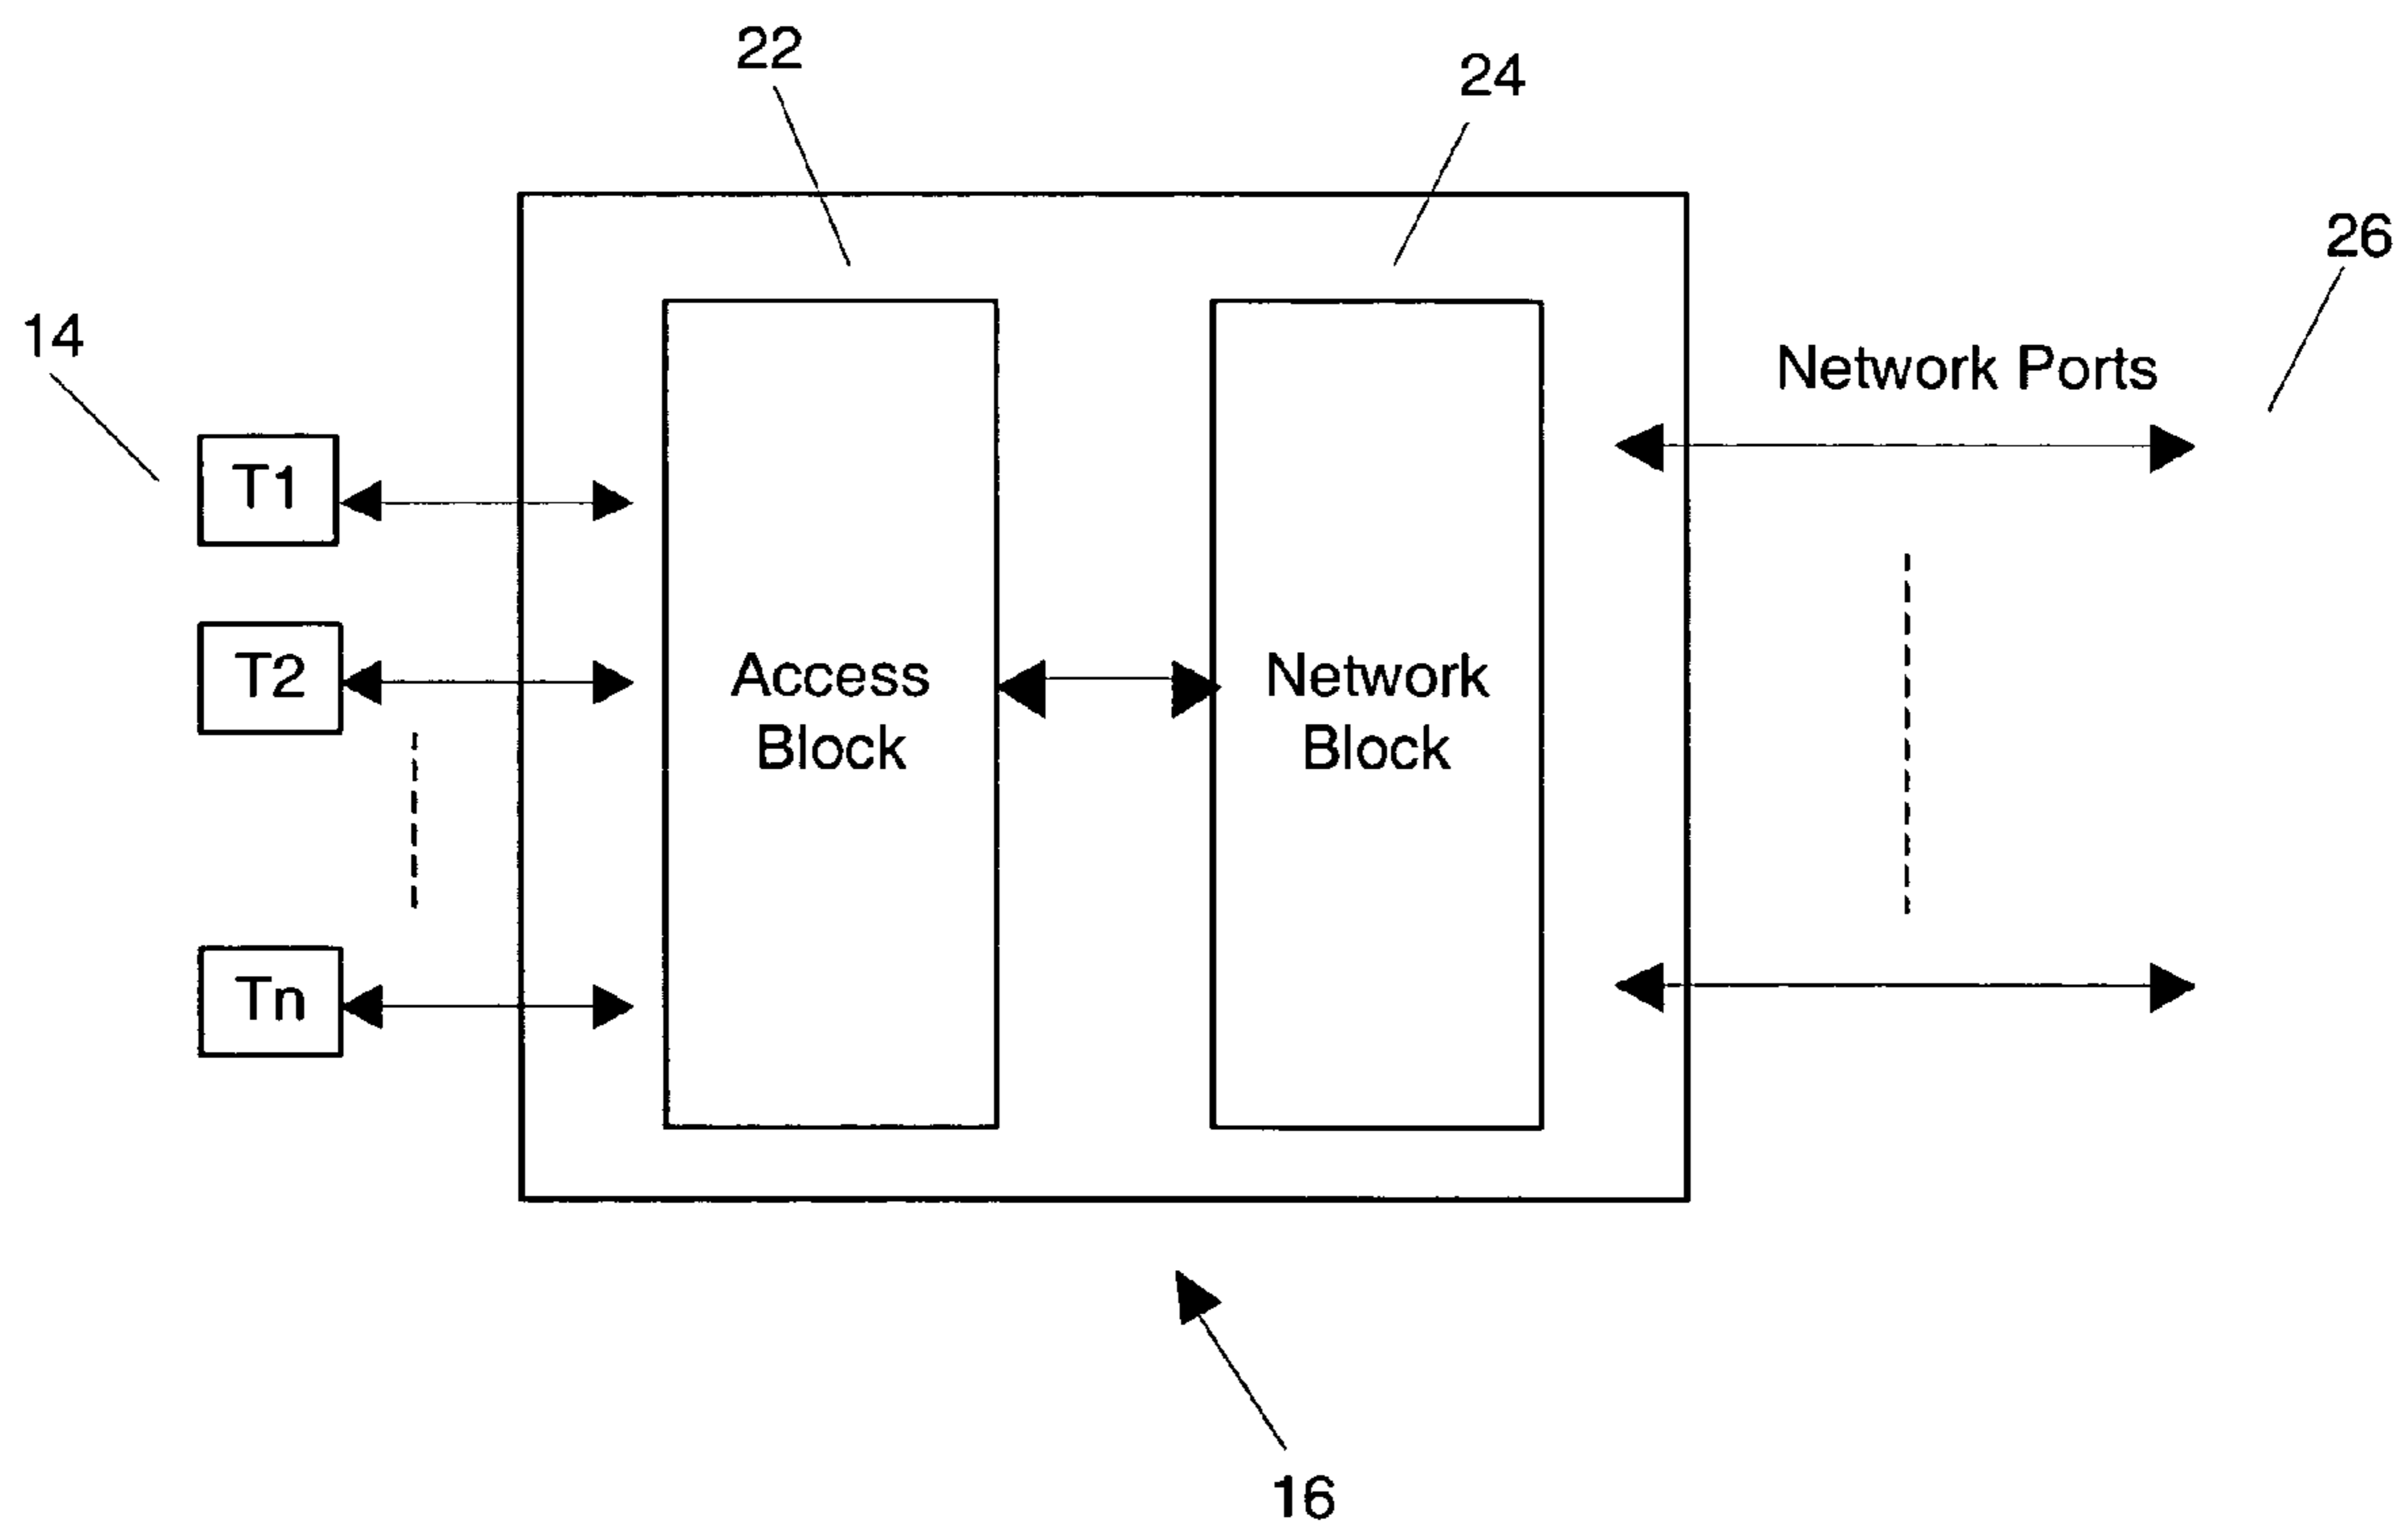 22
24
26
14
Network Ports
T1
T2
Access
Block
Network
Block
Tn
16